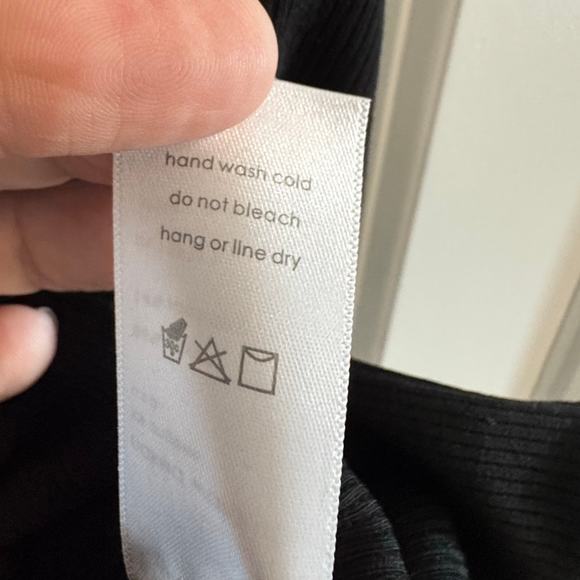 hand wash cold
do not bleach
hang or line dry